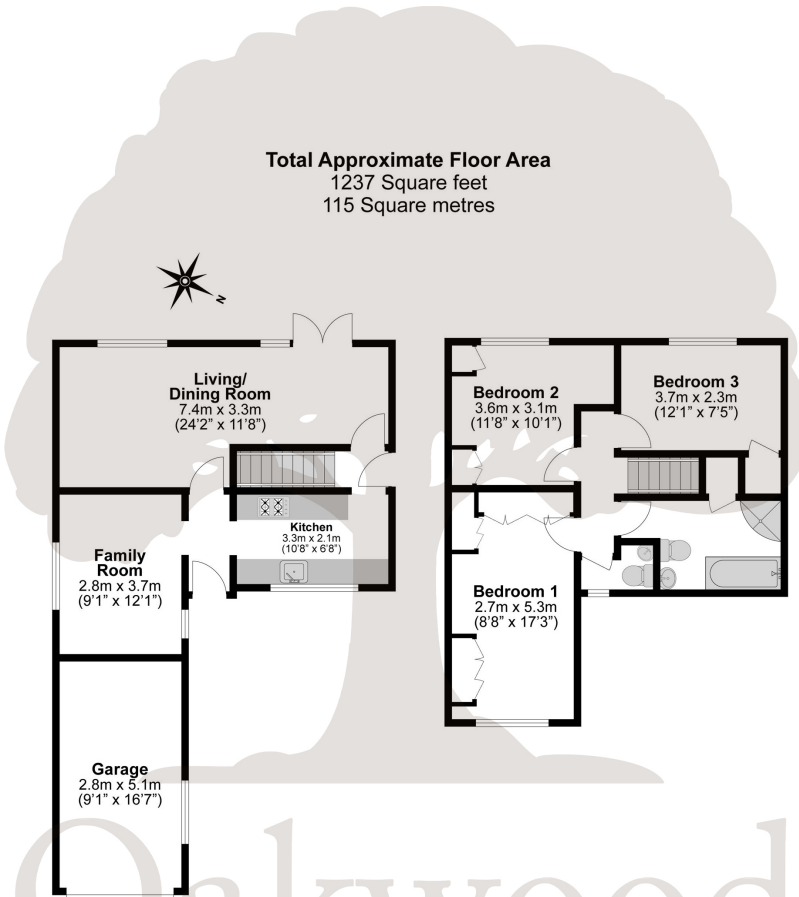 Total Approximate Floor Area
1237 Square feet
115 Square metres
N
Living/
Dining Room
7.4m x 3.3m
(24'2" x 11'8")
Bedroom 2
3.6m x 3.1m
(11'8" x 10'1")
Bedroom 3
3.7m x 2.3m
(12'1" x 7'5")
Kitchen
3.3m x 2.1m
(10'8" x 6'8")
Family
Room
2.8m x 3.7m
(9'1" x 12'1")
Bedroom 1
2.7m x 5.3m
(8'8" x 17'3")
Garage
2.8m x 5.1m
(9'1" x 16'7")
Oakwood